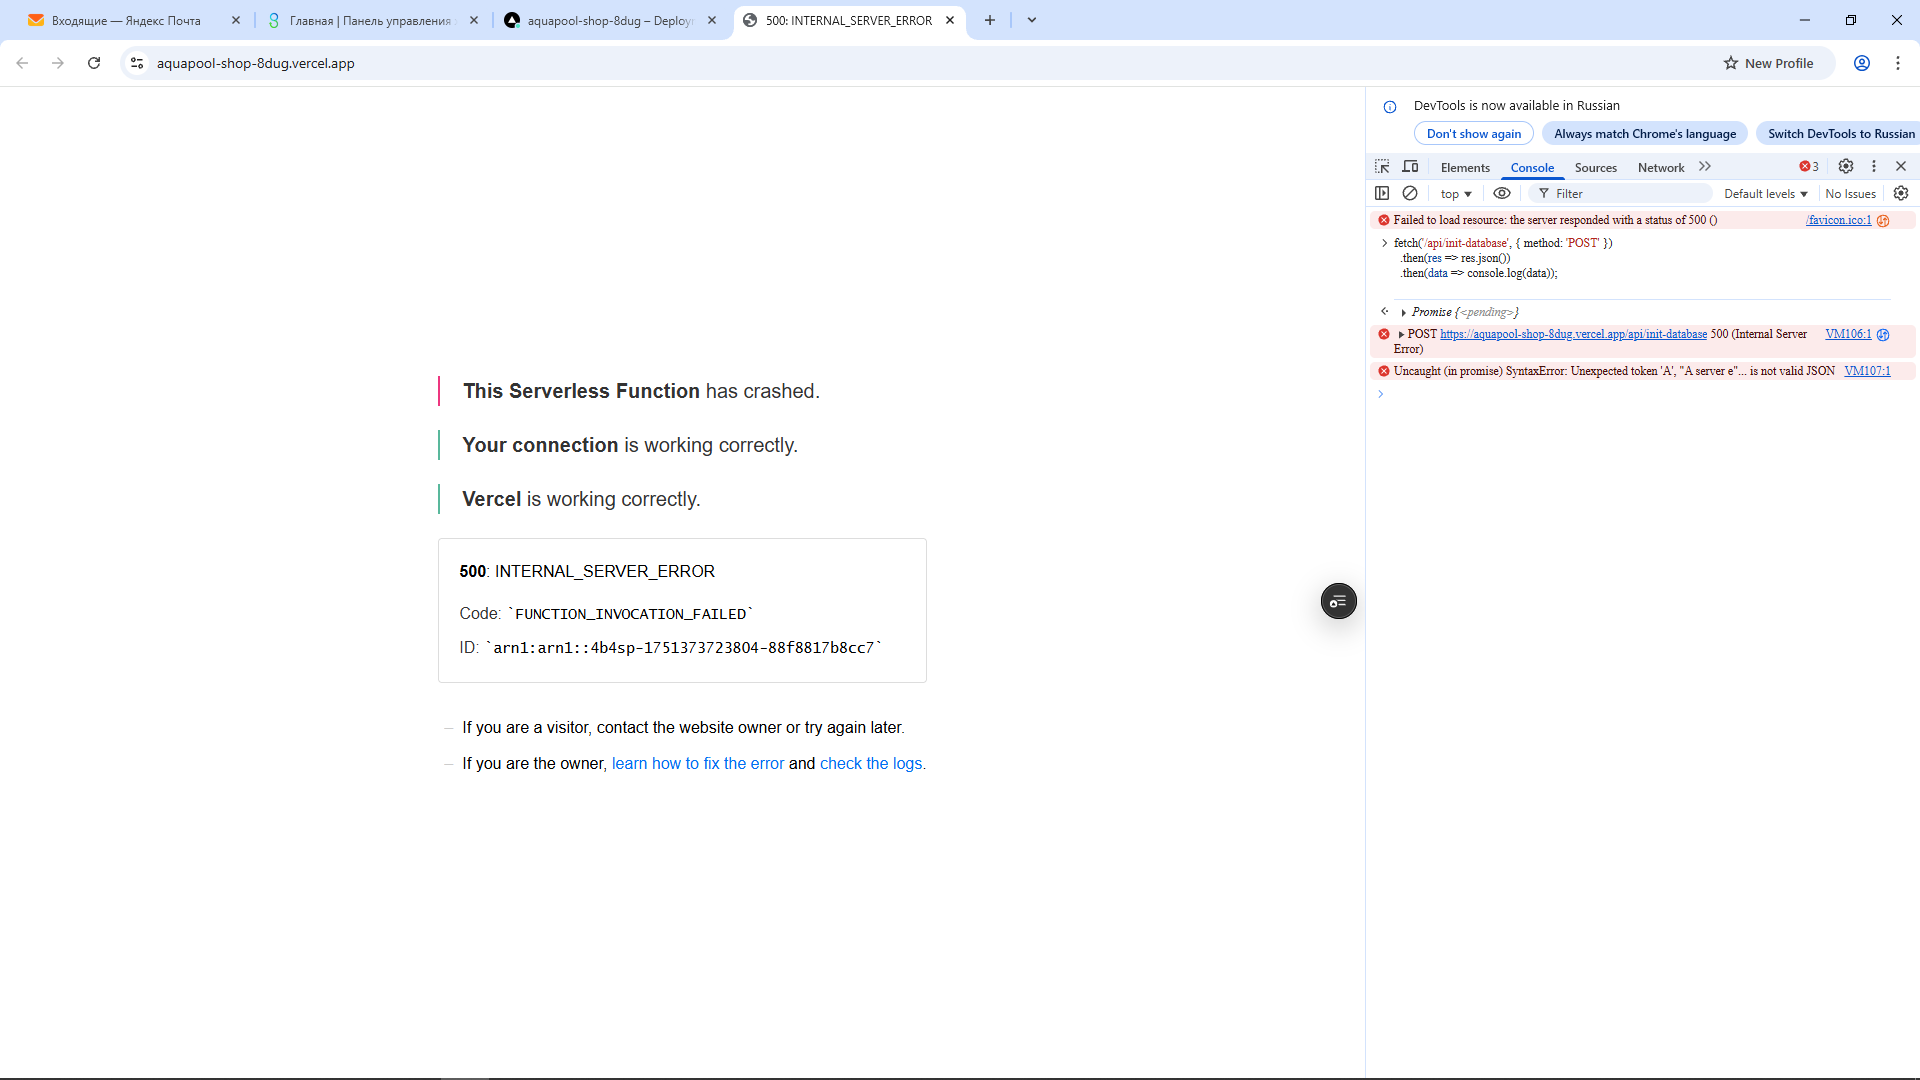 Входящие — Яндекс Почта
Главная | Панель управления
aquapool-shop-8dug – Deploy
500: INTERNAL_SERVER_ERROR
aquapool-shop-8dug.vercel.app
New Profile
This Serverless Function has crashed.
Your connection is working correctly.
Vercel is working correctly.
500: INTERNAL_SERVER_ERROR
Code: `FUNCTION_INVOCATION_FAILED`
ID: `arn1:arn1::4b4sp-1751373723804-88f8817b8cc7`
If you are a visitor, contact the website owner or try again later.
If you are the owner, learn how to fix the error and check the logs.
DevTools is now available in Russian
Don't show again
Always match Chrome's language
Switch DevTools to Russian
Elements
Console
Sources
Network
3
top
Filter
Default levels
No Issues
Failed to load resource: the server responded with a status of 500 () /favicon.ico:1
fetch('/api/init-database', { method: 'POST' })
.then(res => res.json())
.then(data => console.log(data));
Promise {<pending>}
POST https://aquapool-shop-8dug.vercel.app/api/init-database 500 (Internal Server VM106:1
Error)
Uncaught (in promise) SyntaxError: Unexpected token 'A', "A server e"... is not valid JSON VM107:1